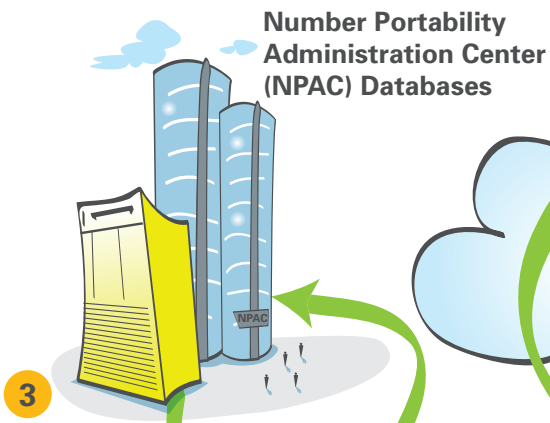 Number Portability
Administration Center
(NPAC) Databases
NPAC
3